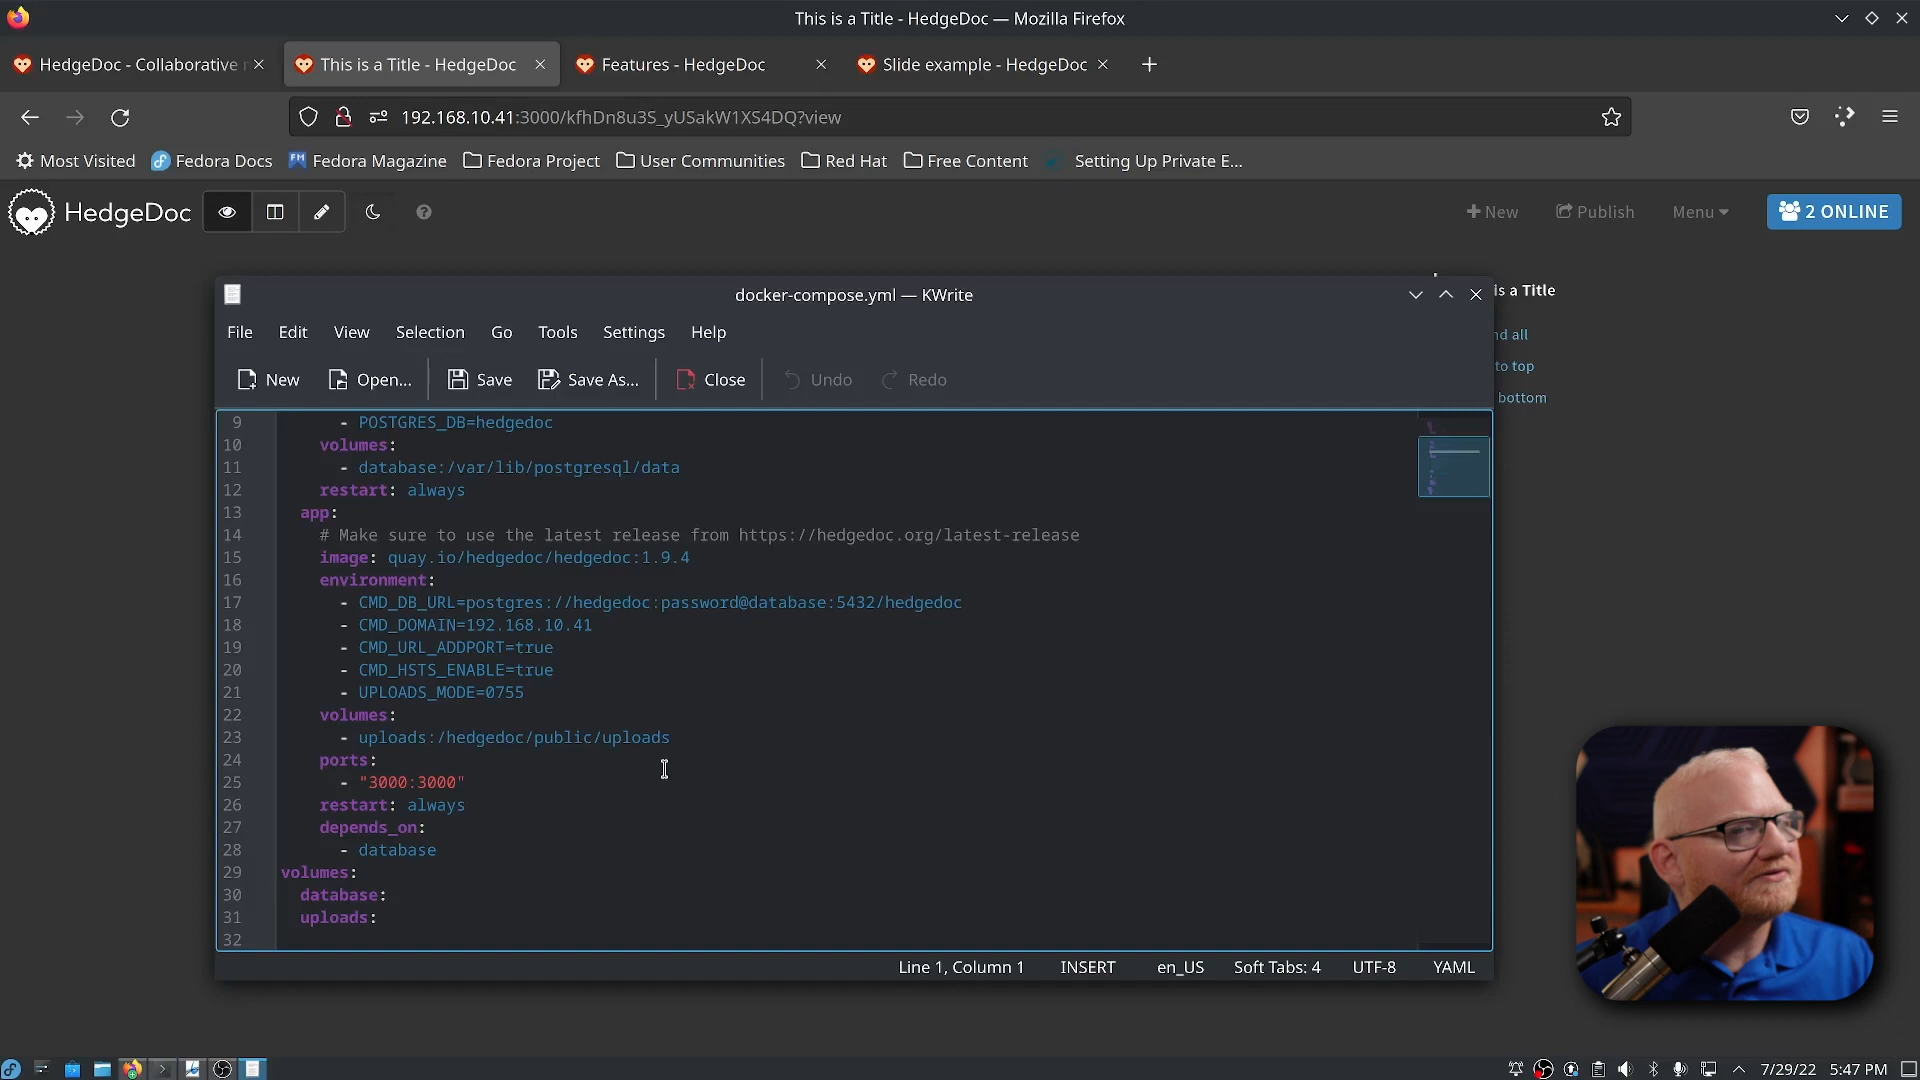 This is a Title - HedgeDoc — Mozilla Firefox
HedgeDoc - Collaborative
This is a Title - HedgeDoc
Features - HedgeDoc
Slide example - HedgeDoc
192.168.10.41:3000/kfhDn8u3S_yUSakW1XS4DQ?view
Most Visited
Fedora Docs
Fedora Magazine
Fedora Project
User Communities
Red Hat
Free Content
Setting Up Private E...
HedgeDoc
New
Publish
Menu
2 ONLINE
docker-compose.yml — KWrite
is a Title
File Edit View Selection Go Tools Settings Help
nd all
to top
bottom
New Open... Save Save As... Close Undo Redo
9 - POSTGRES_DB=hedgedoc
10 volumes:
11 - database:/var/lib/postgresql/data
12 restart: always
13 app:
14 # Make sure to use the latest release from https://hedgedoc.org/latest-release
15 image: quay.io/hedgedoc/hedgedoc:1.9.4
16 environment:
17 - CMD_DB_URL=postgres://hedgedoc:password@database:5432/hedgedoc
18 - CMD_DOMAIN=192.168.10.41
19 - CMD_URL_ADDPORT=true
20 - CMD_HSTS_ENABLE=true
21 - UPLOADS_MODE=0755
22 volumes:
23 - uploads:/hedgedoc/public/uploads
24 ports:
25 - "3000:3000"
26 restart: always
27 depends_on:
28 - database
29 volumes:
30 database:
31 uploads:
32
Line 1, Column 1 INSERT en_US Soft Tabs: 4 UTF-8 YAML
7/29/22 5:47 PM